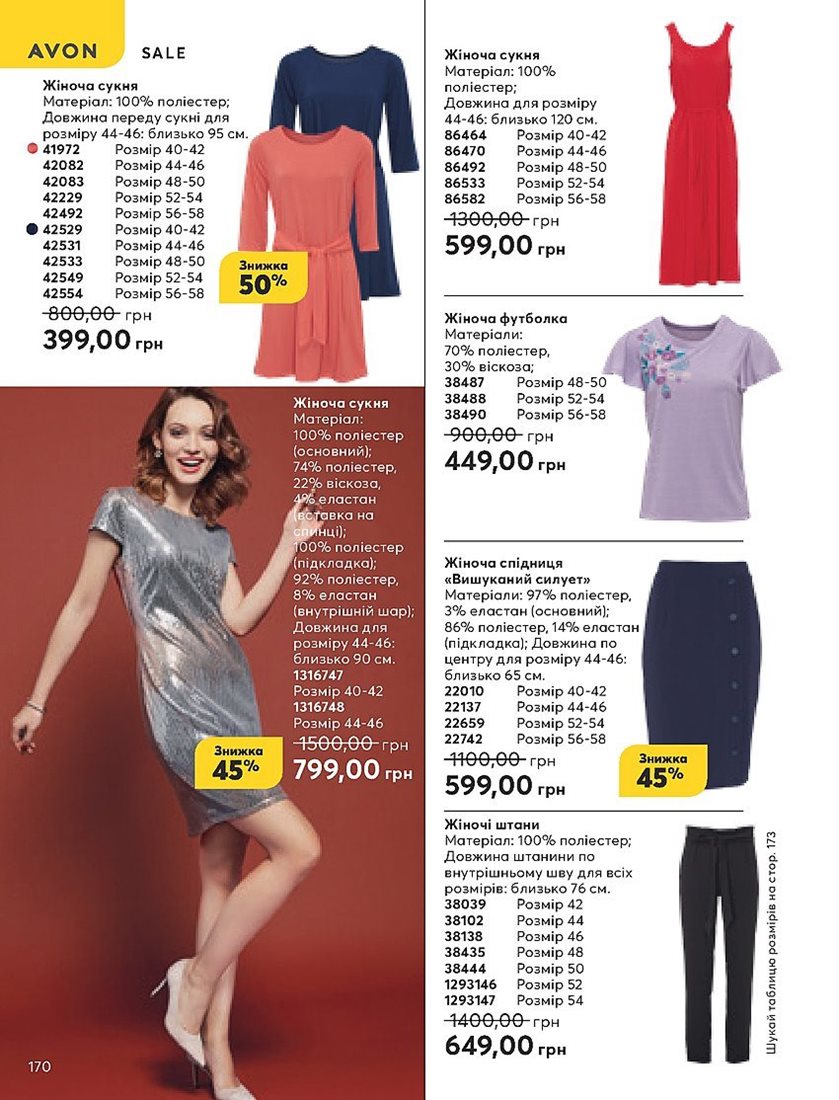 AVON SALE
Жіноча сукня
Матеріал: 100% поліестер;
Довжина переду сукні для
розміру 44-46: близько 95 см.
41972 Розмір 40-42
42082 Розмір 44-46
42083 Розмір 48-50
42229 Розмір 52-54
42492 Розмір 56-58
42529 Розмір 40-42
42531 Розмір 44-46
42533 Розмір 48-50
42549 Розмір 52-54
42554 Розмір 56-58
800,00 грн
399,00 грн
Знижка
50%
Жіноча сукня
Матеріал:
100% поліестер
(основний);
74% поліестер,
22% віскоза,
4% еластан
(вставка на
спинці);
100% поліестер
(підкладка);
92% поліестер,
8% еластан
(внутрішній шар);
Довжина для
розміру 44-46:
близько 90 см.
1316747
Розмір 40-42
1316748
Розмір 44-46
1500,00 грн
799,00 грн
Знижка
45%
170
Жіноча сукня
Матеріал: 100%
поліестер;
Довжина для розміру
44-46: близько 120 см.
86464 Розмір 40-42
86470 Розмір 44-46
86492 Розмір 48-50
86533 Розмір 52-54
86582 Розмір 56-58
1300,00 грн
599,00 грн
Жіноча футболка
Матеріали:
70% поліестер,
30% віскоза;
38487 Розмір 48-50
38488 Розмір 52-54
38490 Розмір 56-58
900,00 грн
449,00 грн
Жіноча спідниця
«Вишуканий силует»
Матеріали: 97% поліестер,
3% еластан (основний);
86% поліестер, 14% еластан
(підкладка); Довжина по
центру для розміру 44-46:
близько 65 см.
22010 Розмір 40-42
22137 Розмір 44-46
22659 Розмір 52-54
22742 Розмір 56-58
1100,00 грн
599,00 грн
Знижка
45%
Жіночі штани
Матеріал: 100% поліестер;
Довжина штанини по
внутрішньому шву для всіх
розмірів: близько 76 см.
38039 Розмір 42
38102 Розмір 44
38138 Розмір 46
38435 Розмір 48
38444 Розмір 50
1293146 Розмір 52
1293147 Розмір 54
1400,00 грн
649,00 грн
Шукай таблицю розмірів на стор. 173